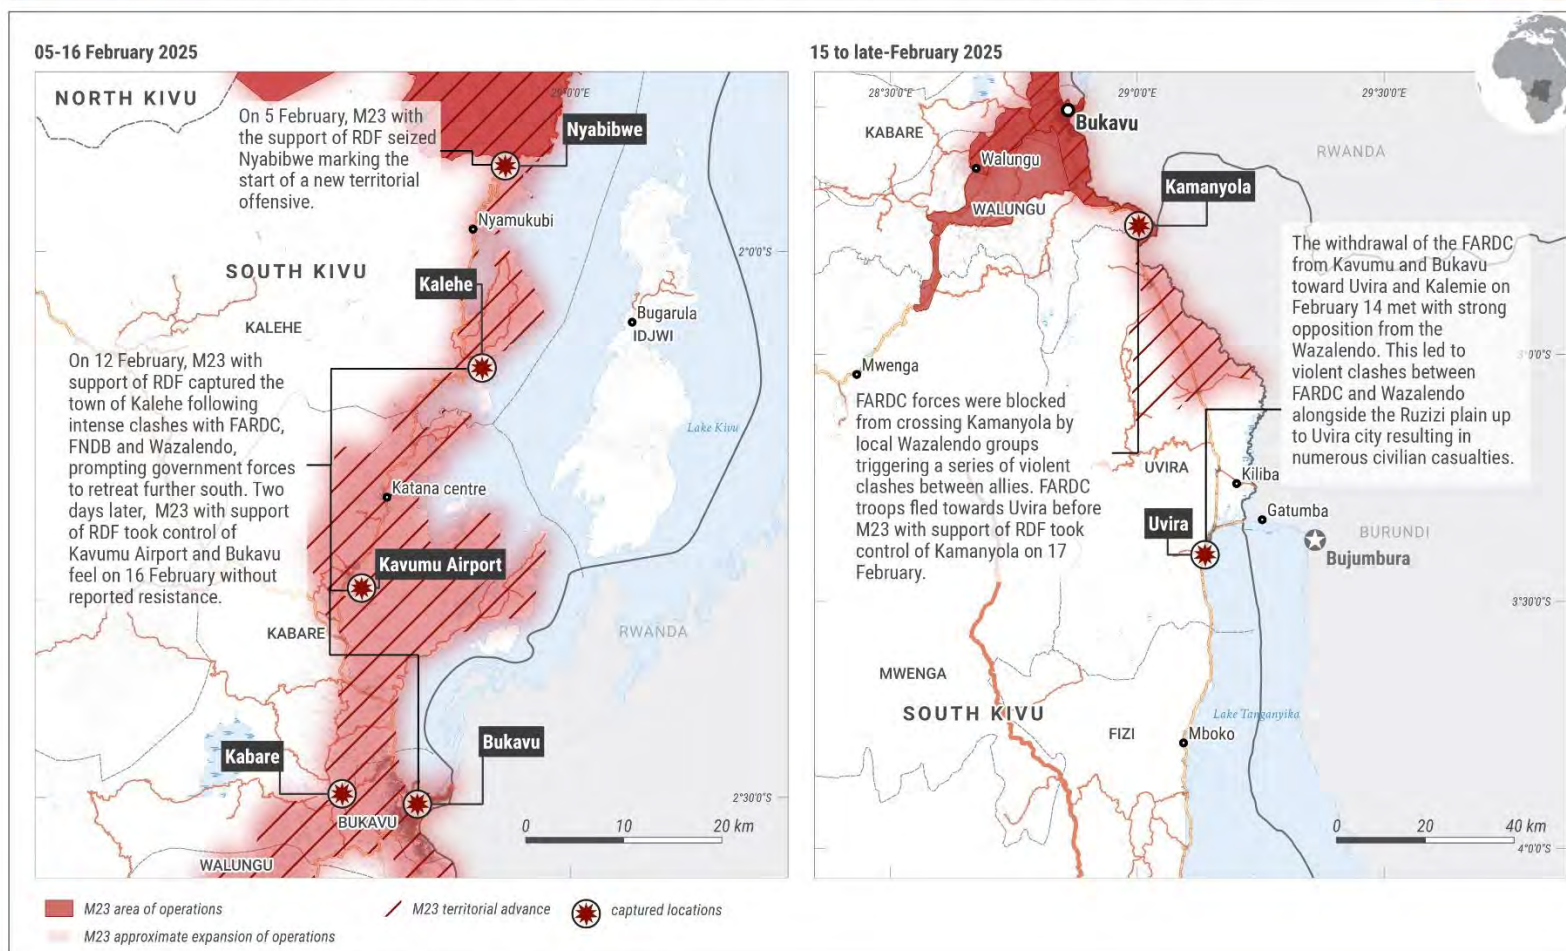 05-16 February 2025
NORTH KIVU
29°0'0"E
On 5 February, M23 with
the support of RDF seized
Nyabibwe marking the
start of a new territorial
offensive.
Nyabibwe
Nyamukubi
2°0'0"S
SOUTH KIVU
Kalehe
Bugarula
IDJWI
KALEHE
On 12 February, M23 with
support of RDF captured the
town of Kalehe following
intense clashes with FARDC,
FNDB and Wazalendo,
prompting government forces
to retreat further south. Two
days later, M23 with support
of RDF took control of
Kavumu Airport and Bukavu
feel on 16 February without
reported resistance.
Lake Kivu
Katana centre
Kavumu Airport
KABARE
RWANDA
Kabare
Bukavu
2°30'0"S
BUKAVU
0 10 20 km
WALUNGU
15 to late-February 2025
28°30'0"E
29°0'0"E
29°30'0"E
Bukavu
KABARE
RWANDA
Walungu
Kamanyola
WALUNGU
The withdrawal of the FARDC
from Kavumu and Bukavu
toward Uvira and Kalemie on
February 14 met with strong
opposition from the
Wazalendo. This led to
violent clashes between
FARDC and Wazalendo
alongside the Ruzizi plain up
to Uvira city resulting in
numerous civilian casualties.
3°0'0"S
Mwenga
FARDC forces were blocked
from crossing Kamanyola by
local Wazalendo groups
triggering a series of violent
clashes between allies. FARDC
troops fled towards Uvira before
M23 with support of RDF took
control of Kamanyola on 17
February.
UVIRA
Kiliba
Gatumba
Uvira
BURUNDI
Bujumbura
3°30'0"S
MWENGA
SOUTH KIVU
Lake Tanganyika
FIZI
Mboko
0 20 40 km
4°0'0"S
M23 area of operations
M23 territorial advance
captured locations
M23 approximate expansion of operations